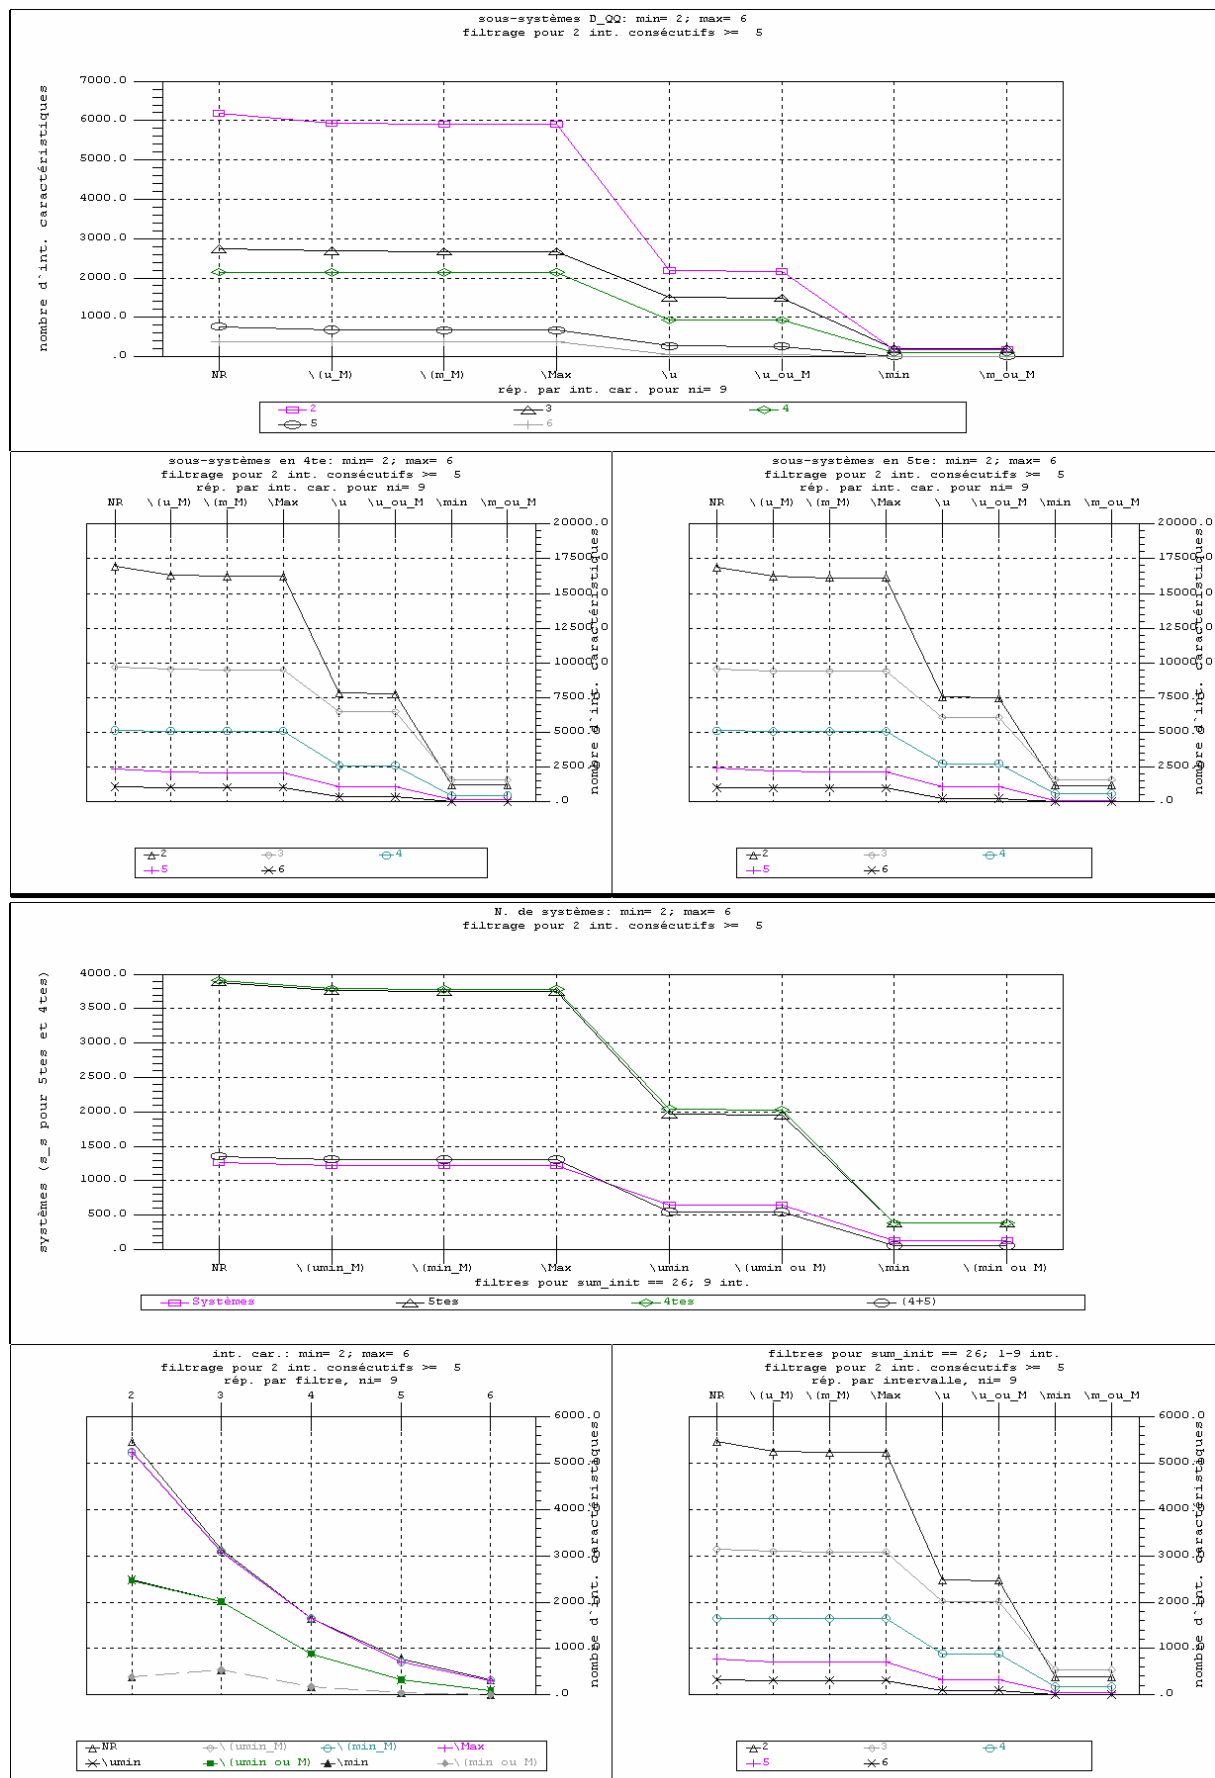 sous-systèmes D_QQ: min= 2; max= 6
filtrage pour 2 int. consécutifs >= 5
nombre d`int. caractéristiques
7000.0
6000.0
5000.0
4000.0
3000.0
2000.0
1000.0
.0
NR \(u_M) \(m_M) \Max \u \u_ou_M \min \m_ou_M
rép. par int. car. pour ni= 9
2 3 4
5 6
sous-systèmes en 4te: min= 2; max= 6
filtrage pour 2 int. consécutifs >= 5
rép. par int. car. pour ni= 9
NR \(u_M) \(m_M) \Max \u \u_ou_M \min \m_ou_M
20000.0
17500.0
15000.0
12500.0
10000.0
7500.0
5000.0
2500.0
.0
nombre d`int. caractéristiques
2 3 4
5 6
sous-systèmes en 5te: min= 2; max= 6
filtrage pour 2 int. consécutifs >= 5
rép. par int. car. pour ni= 9
NR \(u_M) \(m_M) \Max \u \u_ou_M \min \m_ou_M
20000.0
17500.0
15000.0
12500.0
10000.0
7500.0
5000.0
2500.0
.0
nombre d`int. caractéristiques
2 3 4
5 6
N. de systèmes: min= 2; max= 6
filtrage pour 2 int. consécutifs >= 5
systèmes (s_s pour 5tes et 4tes)
4000.0
3500.0
3000.0
2500.0
2000.0
1500.0
1000.0
500.0
.0
NR \(umin_M) \(min_M) \Max \umin \(umin ou M) \min \(min ou M)
filtres pour sum_init == 26; 9 int.
Systèmes 5tes 4tes (4+5)
int. car.: min= 2; max= 6
filtrage pour 2 int. consécutifs >= 5
rép. par filtre, ni= 9
2 3 4 5 6
6000.0
5000.0
4000.0
3000.0
2000.0
1000.0
.0
nombre d`int. caractéristiques
NR \(umin_M) \(min_M) \Max
\umin \(umin ou M) \min \(min ou M)
filtres pour sum_init == 26; 1-9 int.
filtrage pour 2 int. consécutifs >= 5
rép. par intervalle, ni= 9
NR \(u_M) \(m_M) \Max \u \u_ou_M \min \m_ou_M
6000.0
5000.0
4000.0
3000.0
2000.0
1000.0
.0
nombre d`int. caractéristiques
2 3 4
5 6